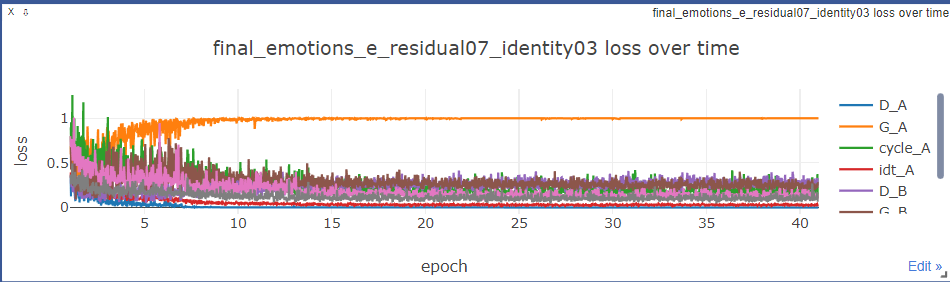 X ⇩ final_emotions_e_residual07_identity03 loss over time
final_emotions_e_residual07_identity03 loss over time
loss
1
0.5
0
5 10 15 20 25 30 35 40
epoch
D_A
G_A
cycle_A
idt_A
D_B
G_B
Edit »